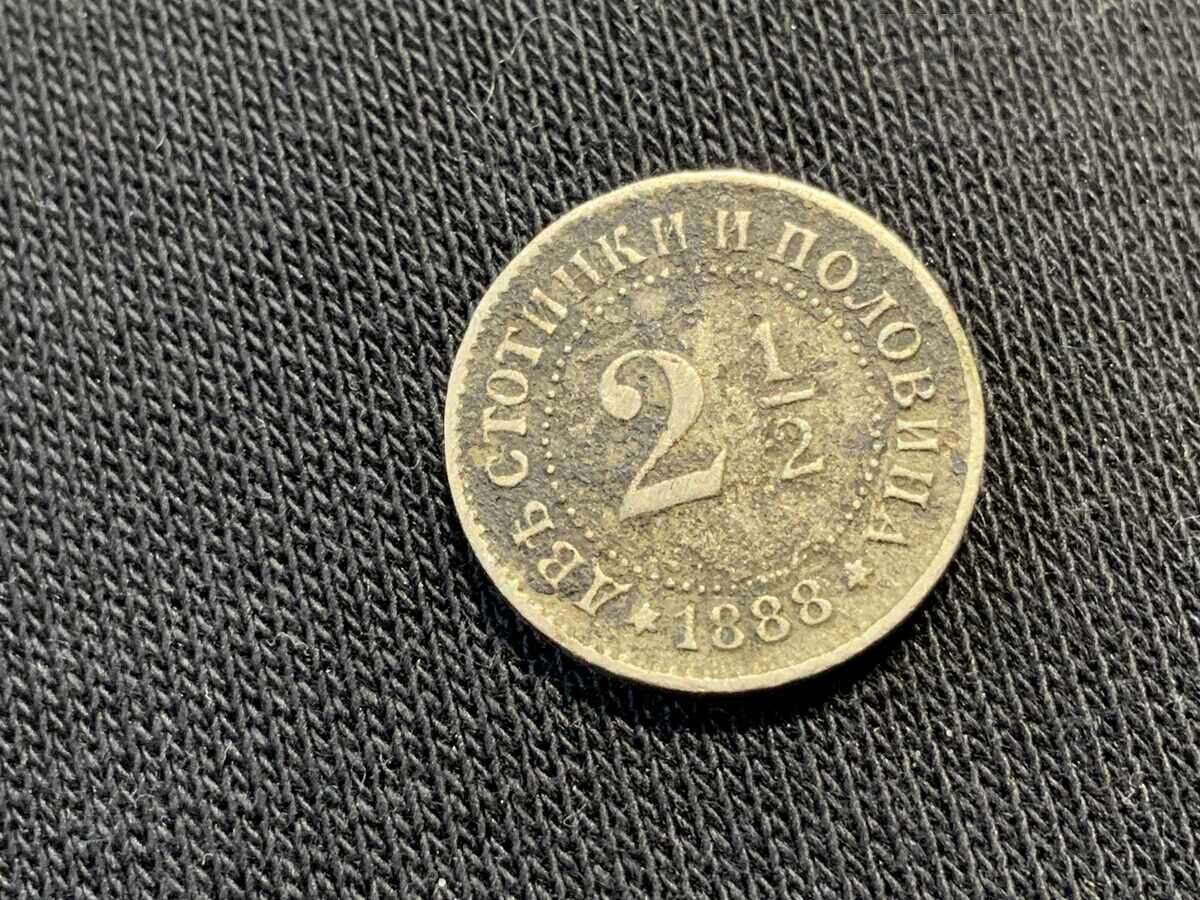 ДВѢ СТОТИНКИ И ПОЛОВИНА
2 1/2
★ 1888 ★